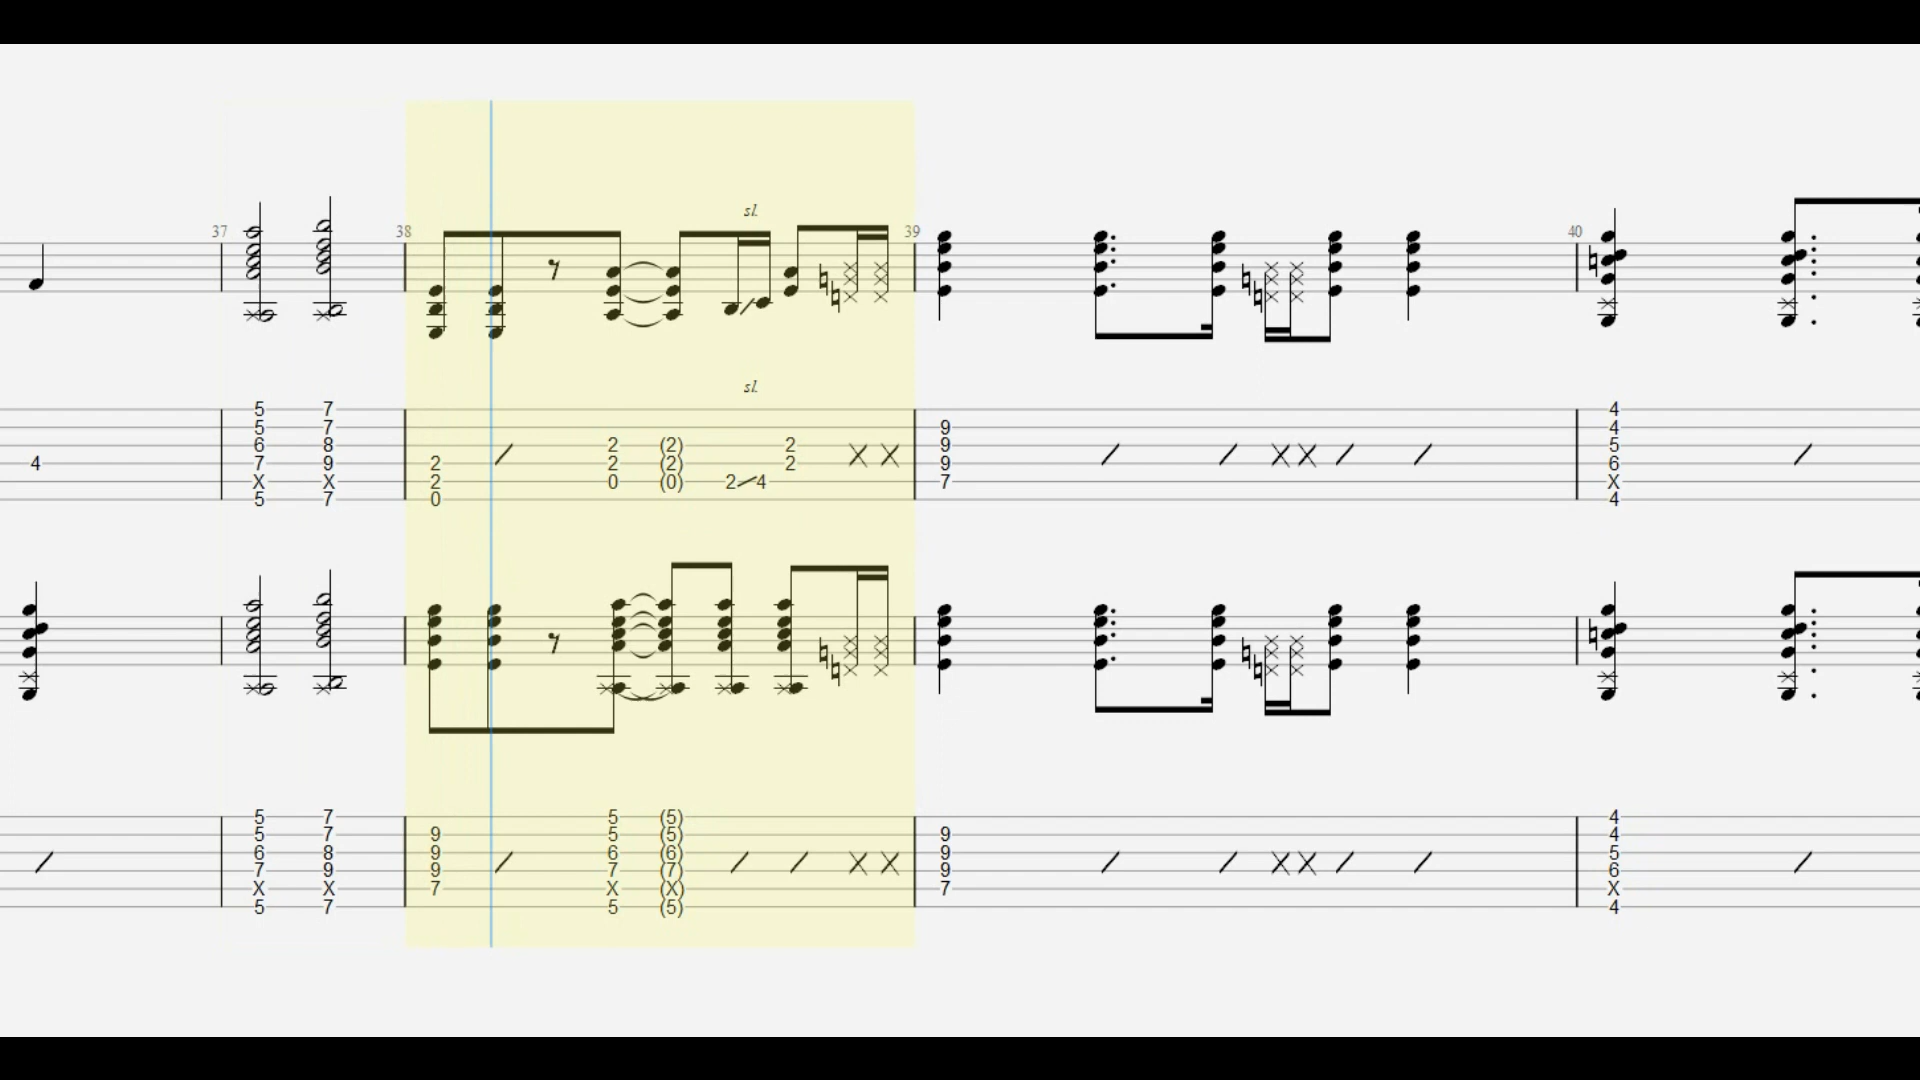 37 38 39 40
sl.
sl.
5 7 4 
5 7 9 4
6 8 2 (2) 2 9 5
4 7 9 2 2 (2) 2 9 6
X X 2 0 (0) 2 4 7 X
5 7 0 4
5 7 5 (5) 4
5 7 9 5 (5) 9 4
6 8 9 6 (6) 9 5
7 9 9 7 (7) 9 6
X X 7 X (X) 7 X
5 7 5 (5) 4